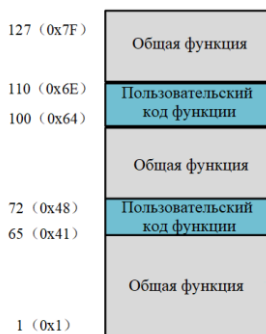 127（0x7F）
Общая функция
110（0x6E）
Пользовательский
код функции
100（0x64）
Общая функция
72（0x48）
Пользовательский
код функции
65（0x41）
Общая функция
1（0x1）